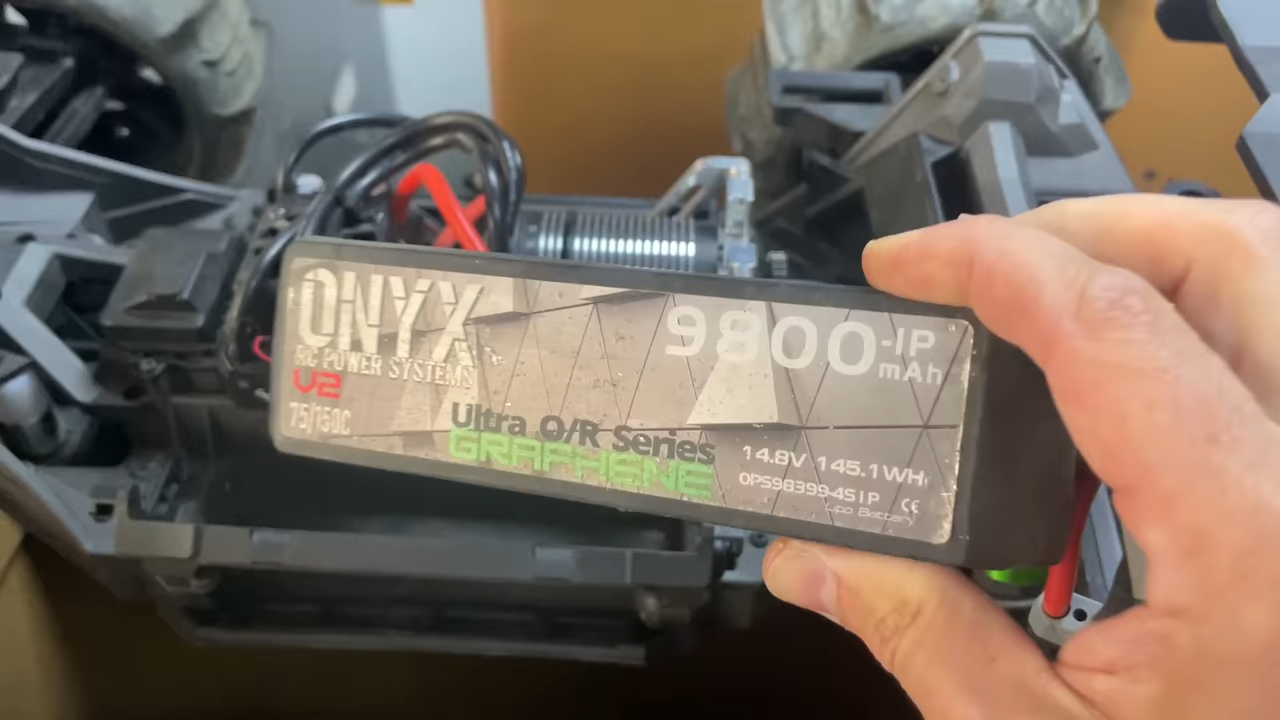 ONYX
RC POWER SYSTEMS
V2
75/150C
9800-IP
mAh
Ultra O/R Series
GRAPHENE
14.8V 145.1WH
OPS98399-4S1P CE
Lipo Battery